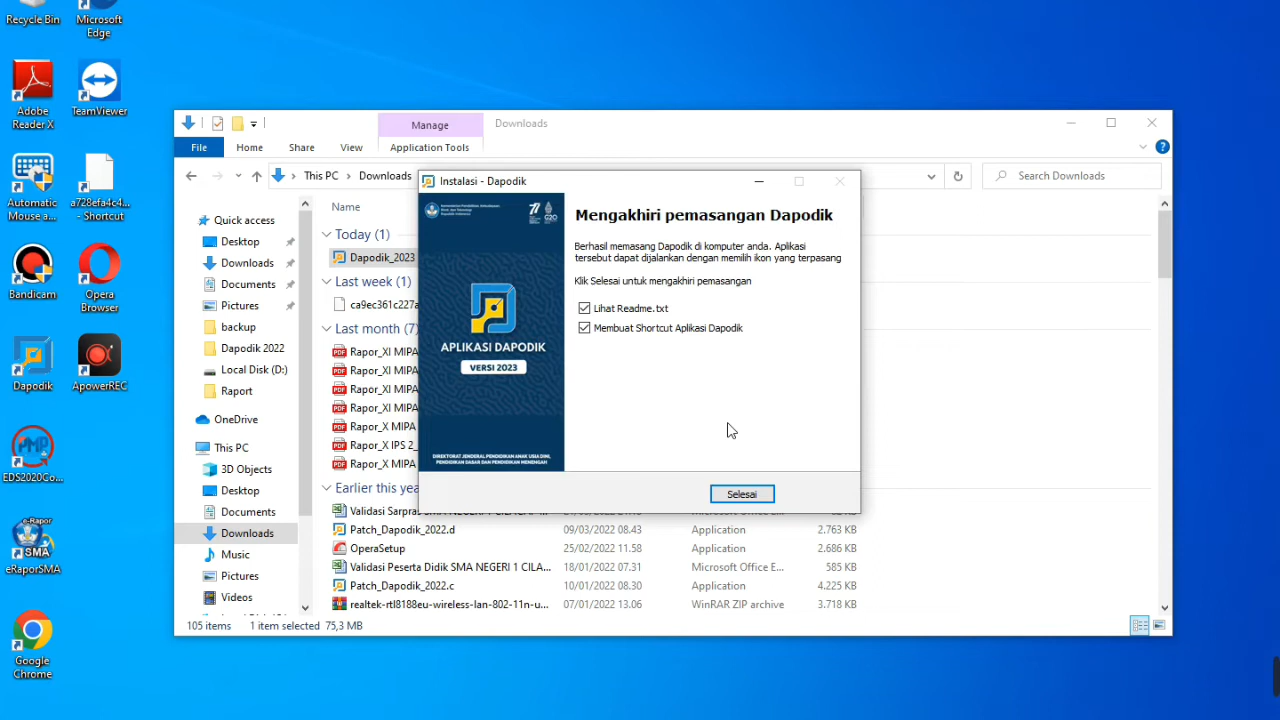 Recycle Bin
Microsoft
Edge
Adobe
Reader X
TeamViewer
Automatic
Mouse a...
a728efa4c4...
- Shortcut
Bandicam
Opera
Browser
Dapodik
ApowerREC
EDS2020Co...
eRaporSMA
Google
Chrome
Manage
Downloads
File
Home
Share
View
Application Tools
This PC
Downloads
Search Downloads
Quick access
Desktop
Downloads
Documents
Pictures
backup
Dapodik 2022
Local Disk (D:)
Raport
OneDrive
This PC
3D Objects
Desktop
Documents
Downloads
Music
Pictures
Videos
Name
Today (1)
Dapodik_2023
Last week (1)
ca9ec361c227a
Last month (7)
Rapor_XI MIPA
Rapor_XI MIPA
Rapor_XI MIPA
Rapor_XI MIPA
Rapor_X MIPA
Rapor_X IPS 2_
Rapor_X MIPA
Earlier this yea
Validasi Sarpras SMA NEGERI 1 CILACAP
Patch_Dapodik_2022.d 09/03/2022 08.43 Application 2.763 KB
OperaSetup 25/02/2022 11.58 Application 2.686 KB
Validasi Peserta Didik SMA NEGERI 1 CILA... 18/01/2022 07.31 Microsoft Office E... 585 KB
Patch_Dapodik_2022.c 10/01/2022 08.30 Application 4.225 KB
realtek-rtl8188eu-wireless-lan-802-11n-u... 07/01/2022 13.06 WinRAR ZIP archive 3.718 KB
105 items 1 item selected 75,3 MB
Instalasi - Dapodik
APLIKASI DAPODIK
VERSI 2023
DIREKTORAT JENDERAL PENDIDIKAN ANAK USIA DINI,
PENDIDIKAN DASAR DAN PENDIDIKAN MENENGAH
Mengakhiri pemasangan Dapodik
Berhasil memasang Dapodik di komputer anda. Aplikasi
tersebut dapat dijalankan dengan memilih ikon yang terpasang
Klik Selesai untuk mengakhiri pemasangan
Lihat Readme.txt
Membuat Shortcut Aplikasi Dapodik
Selesai